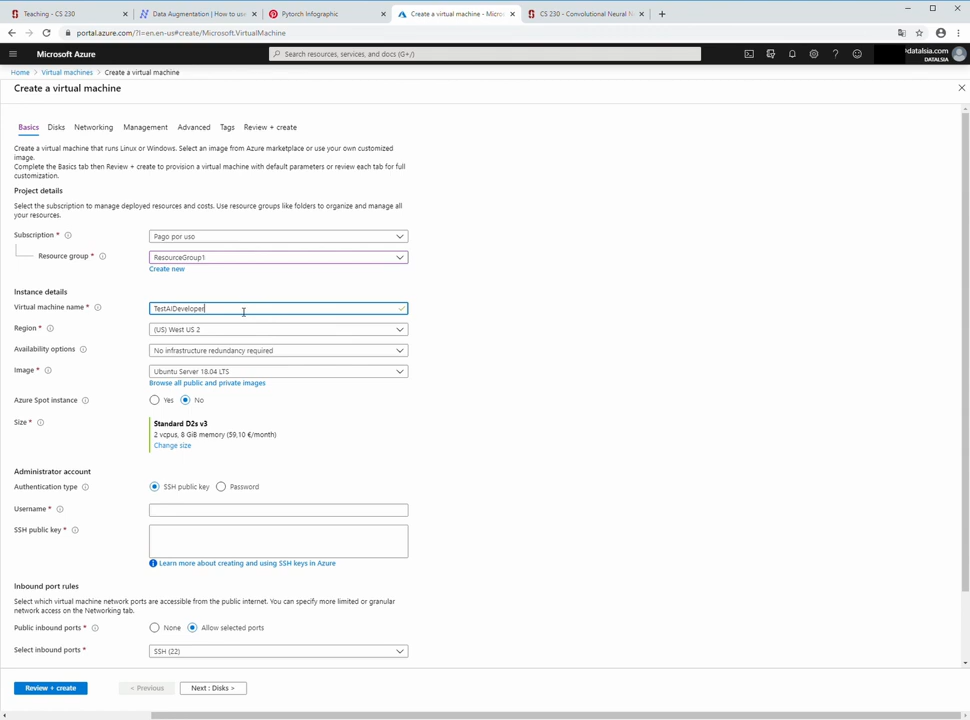 Teaching - CS 230
Data Augmentation | How to use
Pytorch Infographic
Create a virtual machine - Micros
CS 230 - Convolutional Neural N
portal.azure.com/?l=en.en-us#create/Microsoft.VirtualMachine
Microsoft Azure
Search resources, services, and docs (G+/)
@datalsia.com
DATALSIA
Home > Virtual machines > Create a virtual machine
Create a virtual machine
Basics Disks Networking Management Advanced Tags Review + create
Create a virtual machine that runs Linux or Windows. Select an image from Azure marketplace or use your own customized
image.
Complete the Basics tab then Review + create to provision a virtual machine with default parameters or review each tab for full
customization.
Project details
Select the subscription to manage deployed resources and costs. Use resource groups like folders to organize and manage all
your resources.
Subscription * Pago por uso
Resource group * ResourceGroup1
Create new
Instance details
Virtual machine name * TestAIDeveloper
Region * (US) West US 2
Availability options No infrastructure redundancy required
Image * Ubuntu Server 18.04 LTS
Browse all public and private images
Azure Spot instance Yes No
Size * Standard D2s v3
2 vcpus, 8 GiB memory (59,10 €/month)
Change size
Administrator account
Authentication type SSH public key Password
Username *
SSH public key *
Learn more about creating and using SSH keys in Azure
Inbound port rules
Select which virtual machine network ports are accessible from the public internet. You can specify more limited or granular
network access on the Networking tab.
Public inbound ports * None Allow selected ports
Select inbound ports * SSH (22)
Review + create < Previous Next : Disks >